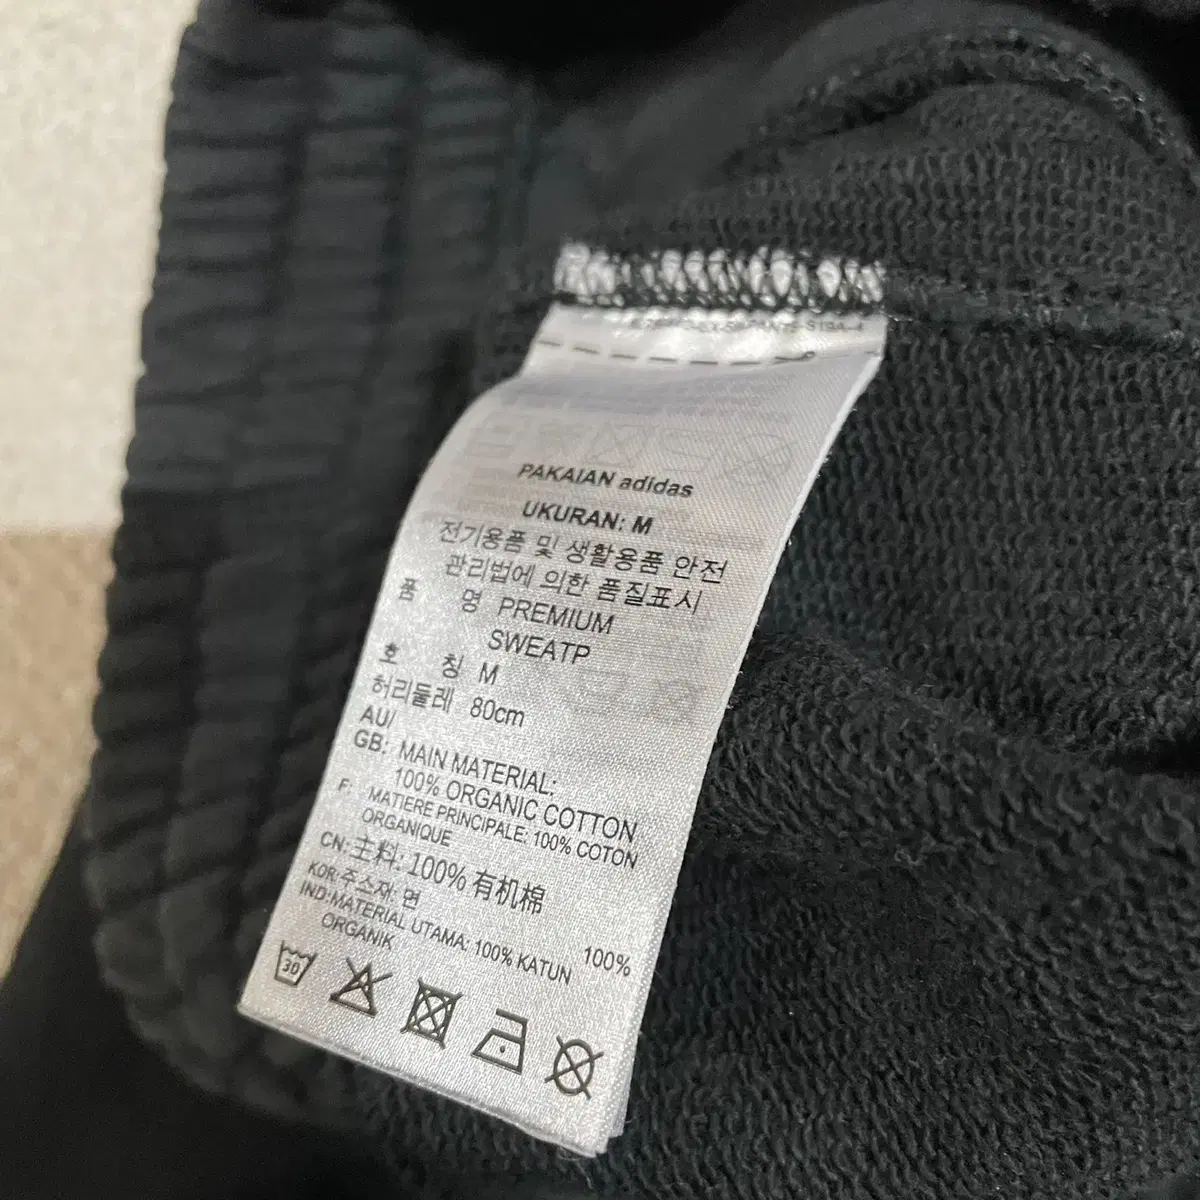 PAKAIAN adidas
UKURAN: M
전기용품 및 생활용품 안전
관리법에 의한 품질표시
품 명 PREMIUM
SWEATP
호 칭 M
허리둘레 80cm
AU/
GB: MAIN MATERIAL:
100% ORGANIC COTTON
F: MATIERE PRINCIPALE: 100% COTON
ORGANIQUE
CN: 主料: 100% 有机棉
KOR: 주소재: 면 100%
IND: MATERIAL UTAMA: 100% KATUN
ORGANIK
30